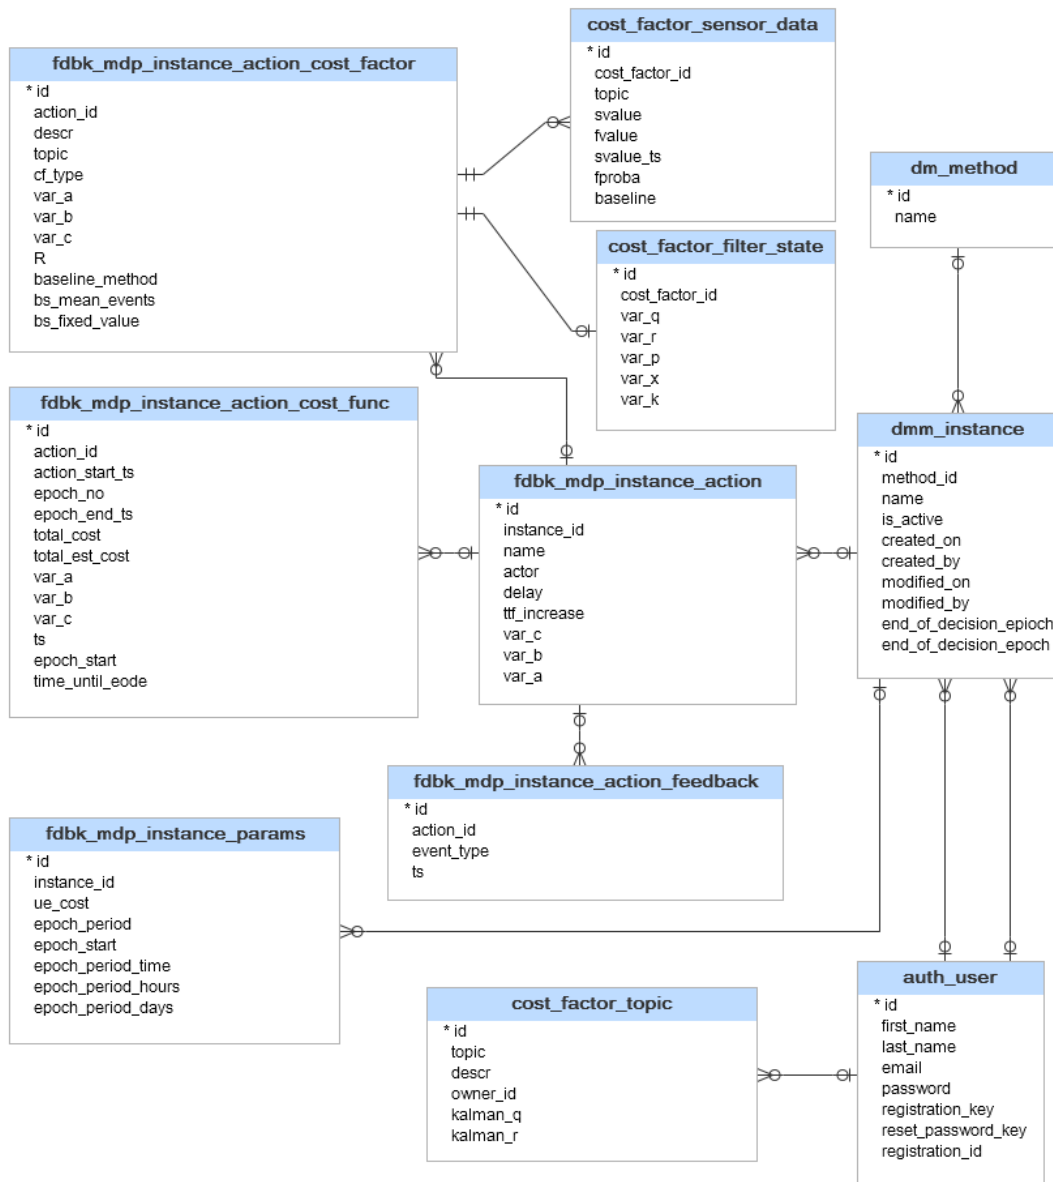 fdbk_mdp_instance_action_cost_factor
* id
action_id
descr
topic
cf_type
var_a
var_b
var_c
R
baseline_method
bs_mean_events
bs_fixed_value
cost_factor_sensor_data
* id
cost_factor_id
topic
svalue
fvalue
svalue_ts
fproba
baseline
dm_method
* id
name
cost_factor_filter_state
* id
cost_factor_id
var_q
var_r
var_p
var_x
var_k
fdbk_mdp_instance_action_cost_func
* id
action_id
action_start_ts
epoch_no
epoch_end_ts
total_cost
total_est_cost
var_a
var_b
var_c
ts
epoch_start
time_until_eode
fdbk_mdp_instance_action
* id
instance_id
name
actor
delay
ttf_increase
var_c
var_b
var_a
dmm_instance
* id
method_id
name
is_active
created_on
created_by
modified_on
modified_by
end_of_decision_epioch
end_of_decision_epoch
fdbk_mdp_instance_action_feedback
* id
action_id
event_type
ts
fdbk_mdp_instance_params
* id
instance_id
ue_cost
epoch_period
epoch_start
epoch_period_time
epoch_period_hours
epoch_period_days
cost_factor_topic
* id
topic
descr
owner_id
kalman_q
kalman_r
auth_user
* id
first_name
last_name
email
password
registration_key
reset_password_key
registration_id